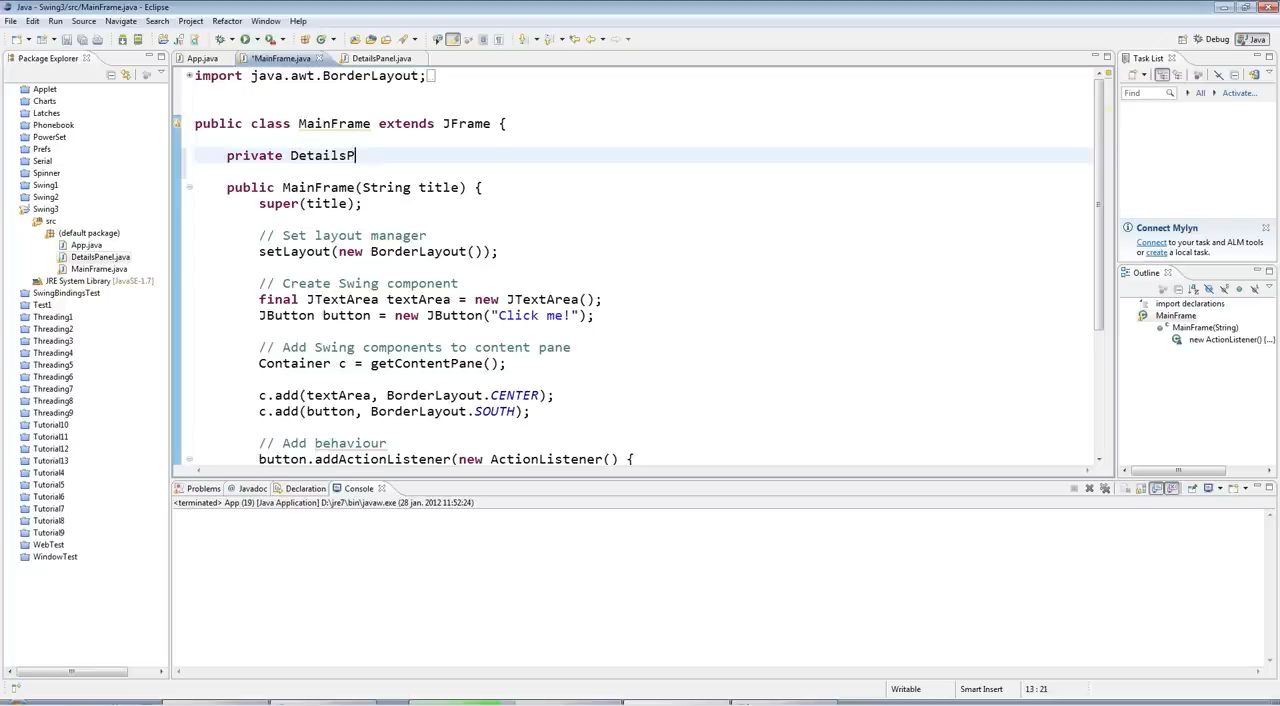 Java - Swing3/src/MainFrame.java - Eclipse
File Edit Run Source Navigate Search Project Refactor Window Help
Debug Java
Package Explorer
App.java *MainFrame.java DetailsPanel.java
Task List
Find All Activate...
Applet
Charts
Latches
Phonebook
PowerSet
Prefs
Serial
Spinner
Swing1
Swing2
Swing3
src
(default package)
App.java
DetailsPanel.java
MainFrame.java
JRE System Library [JavaSE-1.7]
SwingBindingsTest
Test1
Threading1
Threading2
Threading3
Threading4
Threading5
Threading6
Threading7
Threading8
Threading9
Tutorial10
Tutorial11
Tutorial12
Tutorial13
Tutorial4
Tutorial5
Tutorial6
Tutorial7
Tutorial8
Tutorial9
WebTest
WindowTest
import java.awt.BorderLayout;
public class MainFrame extends JFrame {
private DetailsP
public MainFrame(String title) {
super(title);
// Set layout manager
setLayout(new BorderLayout());
// Create Swing component
final JTextArea textArea = new JTextArea();
JButton button = new JButton("Click me!");
// Add Swing components to content pane
Container c = getContentPane();
c.add(textArea, BorderLayout.CENTER);
c.add(button, BorderLayout.SOUTH);
// Add behaviour
button.addActionListener(new ActionListener() {
Connect Mylyn
Connect to your task and ALM tools
or create a local task.
Outline
import declarations
MainFrame
MainFrame(String)
new ActionListener() {...}
Problems @ Javadoc Declaration Console
<terminated> App (19) [Java Application] D:\jre7\bin\javaw.exe (28 jan. 2012 11:52:24)
Writable Smart Insert 13 : 21